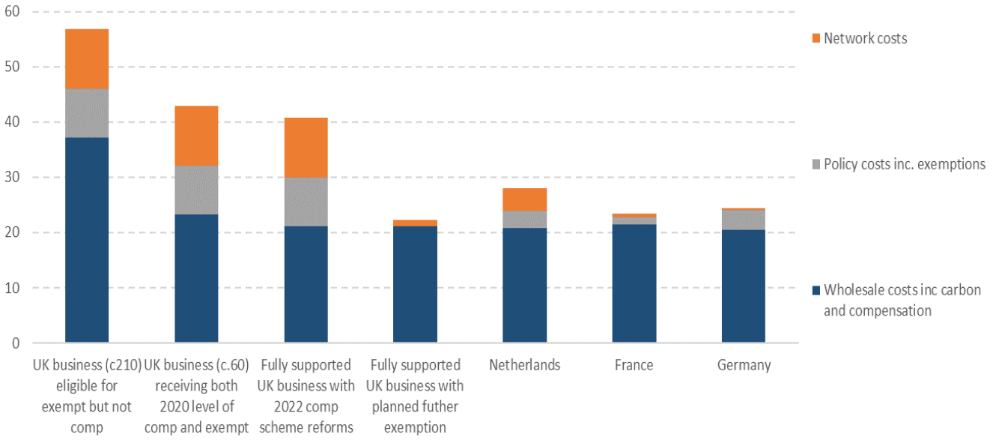 60
50
40
30
20
10
0
UK business (c210)
eligible for
exempt but not
comp
UK business (c.60)
receiving both
2020 level of
comp and exempt
Fully supported
UK business with
2022 comp
scheme reforms
Fully supported
UK business with
planned futher
exemption
Netherlands
France
Germany
Network costs
Policy costs inc. exemptions
Wholesale costs inc carbon
and compensation